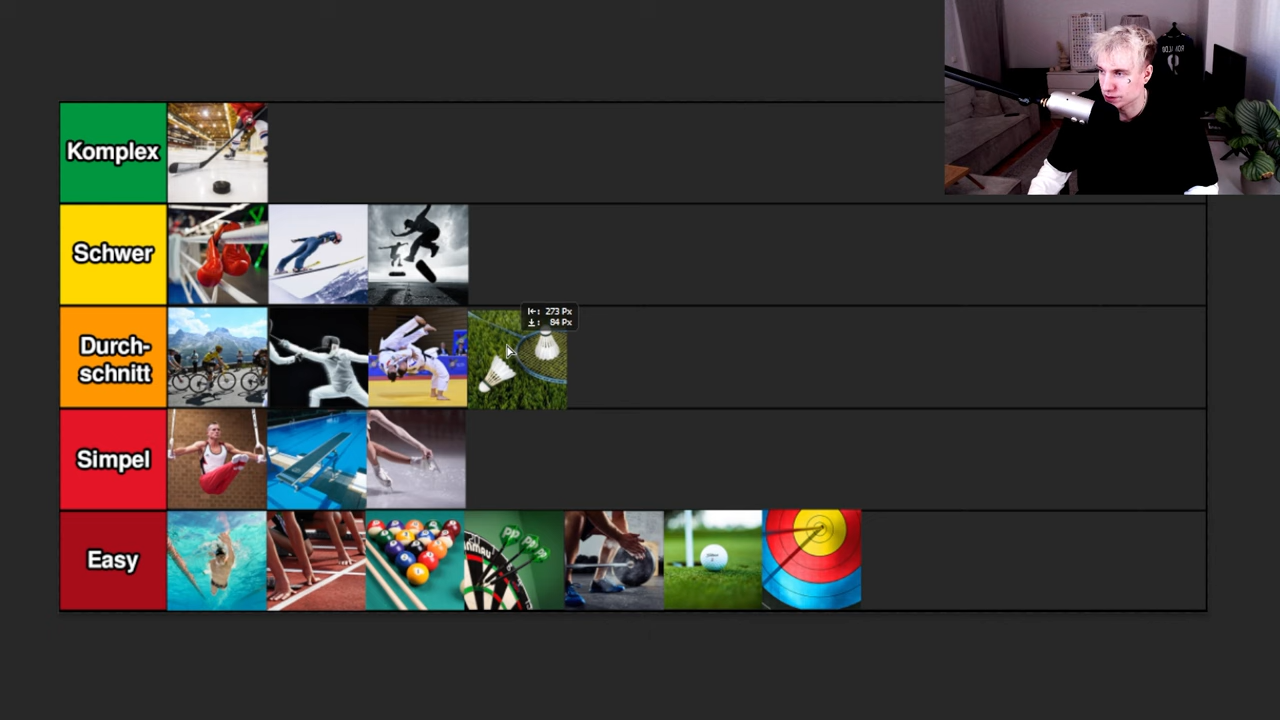 Komplex
Schwer
|←: 273 Px
↓: 84 Px
Durch-
schnitt
Simpel
Easy